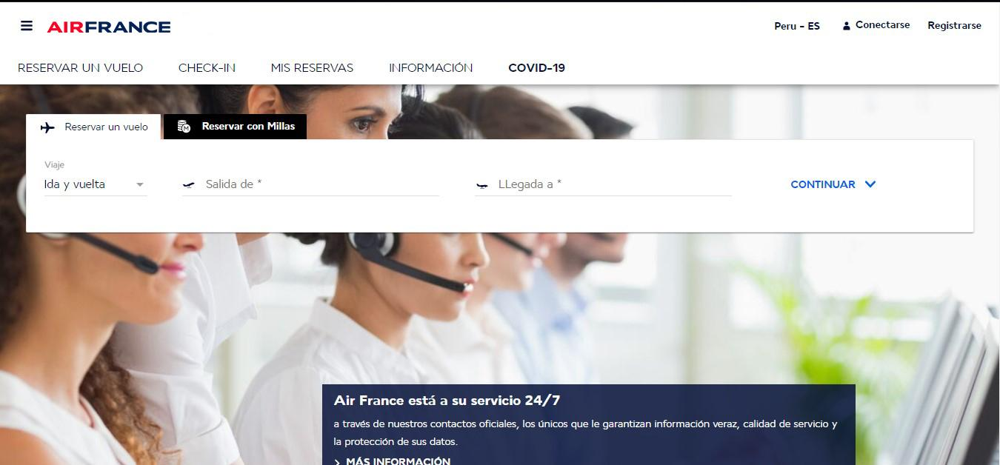 AIRFRANCE
Peru - ES
Conectarse
Registrarse
RESERVAR UN VUELO
CHECK-IN
MIS RESERVAS
INFORMACIÓN
COVID-19
Reservar un vuelo
Reservar con Millas
Viaje
Ida y vuelta
Salida de *
LLegada a *
CONTINUAR
Air France está a su servicio 24/7
a través de nuestros contactos oficiales, los únicos que le garantizan información veraz, calidad de servicio y
la protección de sus datos.
> MÁS INFORMACIÓN